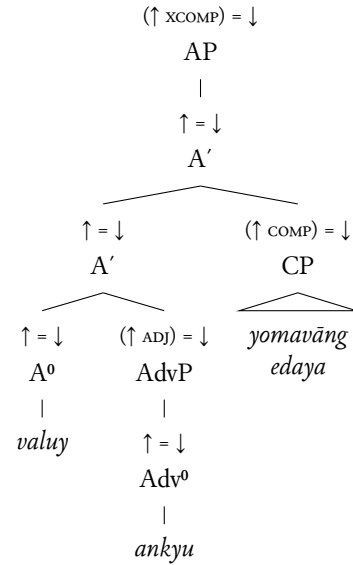 (↑ XCOMP) = ↓
AP
↑ = ↓
A′
↑ = ↓ (↑ COMP) = ↓
A′ CP
↑ = ↓ (↑ ADJ) = ↓ yomavāng
A⁰ AdvP edaya
valuy ↑ = ↓
Adv⁰
ankyu